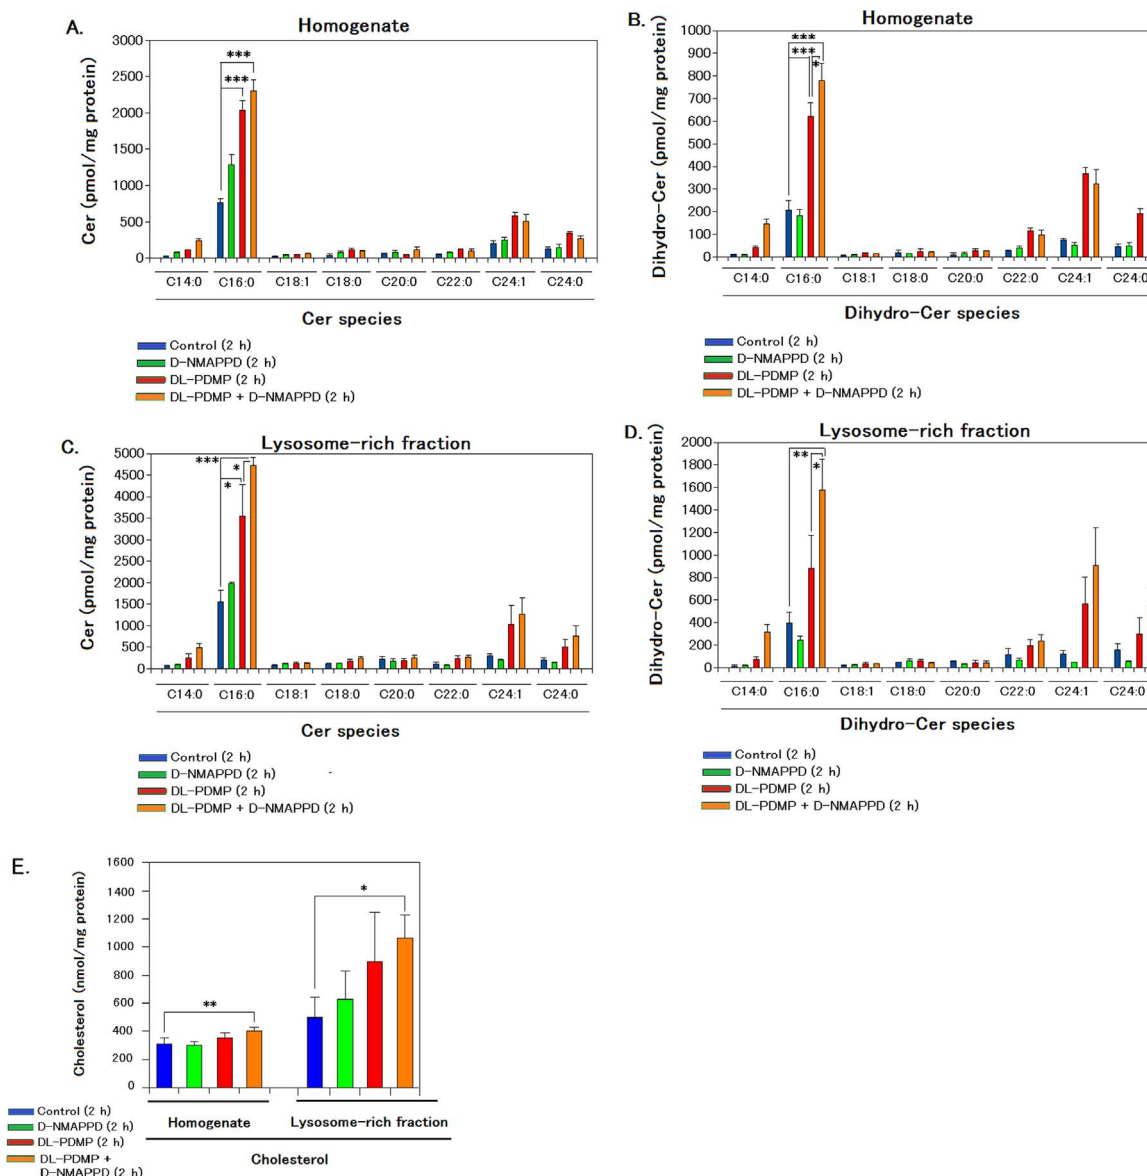 A.
Homogenate
Cer (pmol/mg protein)
3000
2500
2000
1500
1000
500
0
***
***
C14:0 C16:0 C18:1 C18:0 C20:0 C22:0 C24:1 C24:0
Cer species
Control (2 h)
D-NMAPPD (2 h)
DL-PDMP (2 h)
DL-PDMP + D-NMAPPD (2 h)
B.
Homogenate
Dihydro-Cer (pmol/mg protein)
1000
900
800
700
600
500
400
300
200
100
0
***
***
*
C14:0 C16:0 C18:1 C18:0 C20:0 C22:0 C24:1 C24:0
Dihydro-Cer species
Control (2 h)
D-NMAPPD (2 h)
DL-PDMP (2 h)
DL-PDMP + D-NMAPPD (2 h)
C.
Lysosome-rich fraction
Cer (pmol/mg protein)
5000
4500
4000
3500
3000
2500
2000
1500
1000
500
0
***
*
*
C14:0 C16:0 C18:1 C18:0 C20:0 C22:0 C24:1 C24:0
Cer species
Control (2 h)
D-NMAPPD (2 h)
DL-PDMP (2 h)
DL-PDMP + D-NMAPPD (2 h)
D.
Lysosome-rich fraction
Dihydro-Cer (pmol/mg protein)
2000
1800
1600
1400
1200
1000
800
600
400
200
0
**
*
C14:0 C16:0 C18:1 C18:0 C20:0 C22:0 C24:1 C24:0
Dihydro-Cer species
Control (2 h)
D-NMAPPD (2 h)
DL-PDMP (2 h)
DL-PDMP + D-NMAPPD (2 h)
E.
Cholesterol (nmol/mg protein)
1600
1400
1200
1000
800
600
400
200
0
**
*
Homogenate Lysosome-rich fraction
Cholesterol
Control (2 h)
D-NMAPPD (2 h)
DL-PDMP (2 h)
DL-PDMP +
D-NMAPPD (2 h)